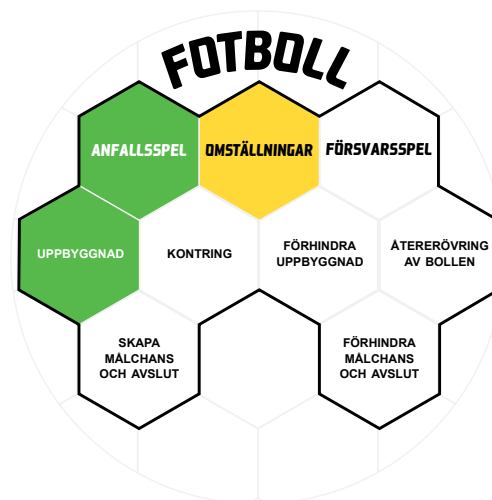 FOTBOLL
ANFALLSSPEL
OMSTÄLLNINGAR
FÖRSVARSSPEL
UPPBYGGNAD
KONTRING
FÖRHINDRA
UPPBYGGNAD
ÅTERERÖVRING
AV BOLLEN
SKAPA
MÅLCHANS
OCH AVSLUT
FÖRHINDRA
MÅLCHANS
OCH AVSLUT